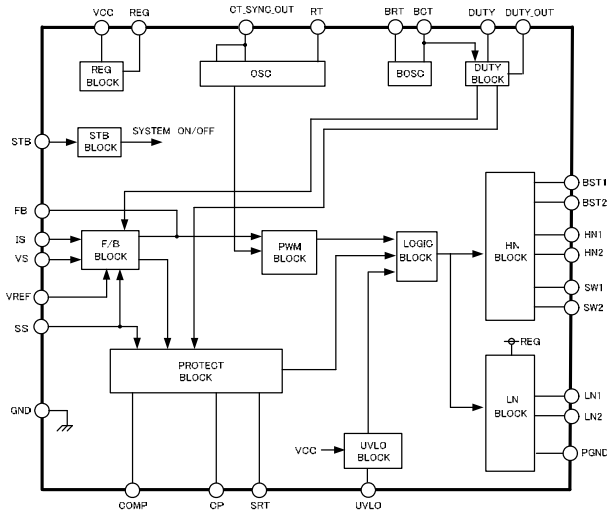 VCC REG CT_SYNC_OUT RT BRT BCT DUTY DUTY_OUT
REG
BLOCK
OSC
BOSC
DUTY
BLOCK
STB
STB
BLOCK
SYSTEM ON/OFF
FB
IS
VS
VREF
SS
F/B
BLOCK
PWM
BLOCK
LOGIC
BLOCK
HN
BLOCK
BST1
BST2
HN1
HN2
SW1
SW2
PROTECT
BLOCK
REG
LN
BLOCK
LN1
LN2
PGND
GND
VCC
UVLO
BLOCK
COMP CP SRT UVLO